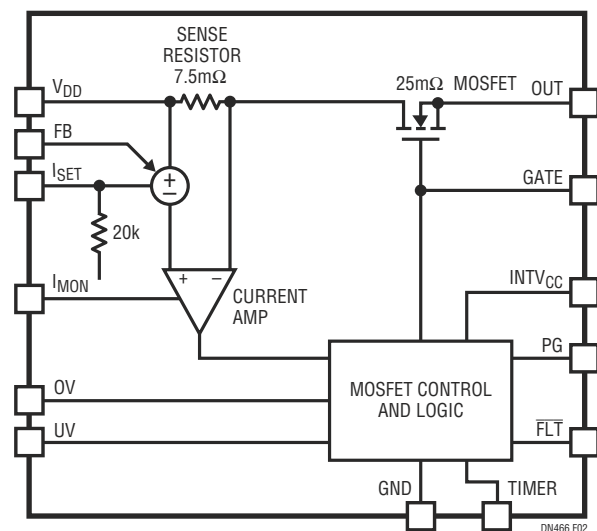 SENSE
RESISTOR
7.5mΩ
25mΩ MOSFET
VDD
OUT
FB
ISET
+
−
GATE
20k
INTVCC
IMON
+ −
CURRENT
AMP
PG
MOSFET CONTROL
AND LOGIC
OV
UV
FLT
GND
TIMER
DN466 F02